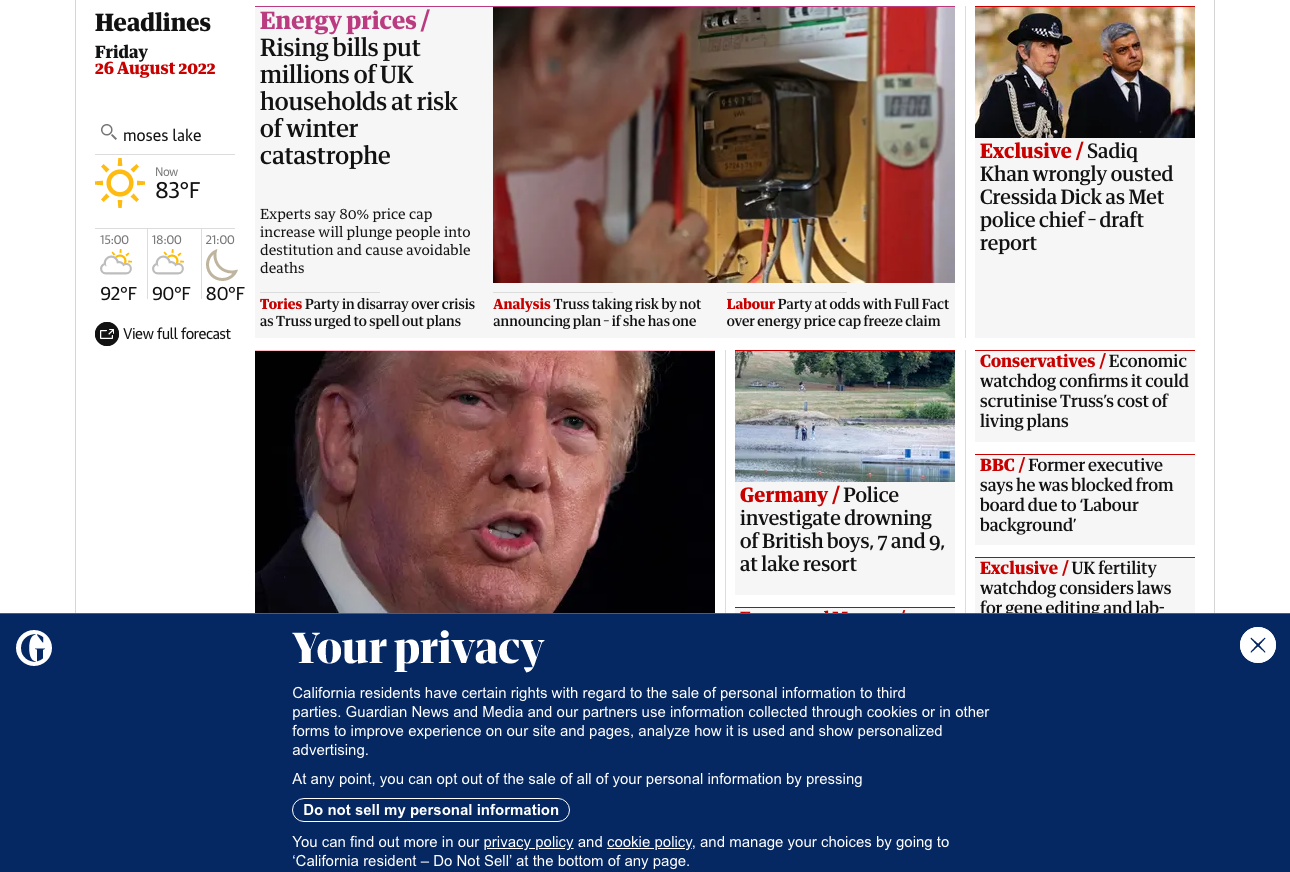 Headlines
Friday
26 August 2022
moses lake
Now
83°F
15:00
18:00
21:00
92°F
90°F
80°F
View full forecast
Energy prices /
Rising bills put
millions of UK
households at risk
of winter
catastrophe
Experts say 80% price cap
increase will plunge people into
destitution and cause avoidable
deaths
Tories Party in disarray over crisis
as Truss urged to spell out plans
Analysis Truss taking risk by not
announcing plan – if she has one
Labour Party at odds with Full Fact
over energy price cap freeze claim
Exclusive / Sadiq
Khan wrongly ousted
Cressida Dick as Met
police chief – draft
report
Germany / Police
investigate drowning
of British boys, 7 and 9,
at lake resort
Conservatives / Economic
watchdog confirms it could
scrutinise Truss’s cost of
living plans
BBC / Former executive
says he was blocked from
board due to ‘Labour
background’
Exclusive / UK fertility
watchdog considers laws
for gene editing and lab-
Your privacy
California residents have certain rights with regard to the sale of personal information to third
parties. Guardian News and Media and our partners use information collected through cookies or in other
forms to improve experience on our site and pages, analyze how it is used and show personalized
advertising.
At any point, you can opt out of the sale of all of your personal information by pressing
Do not sell my personal information
You can find out more in our privacy policy and cookie policy, and manage your choices by going to
‘California resident – Do Not Sell’ at the bottom of any page.